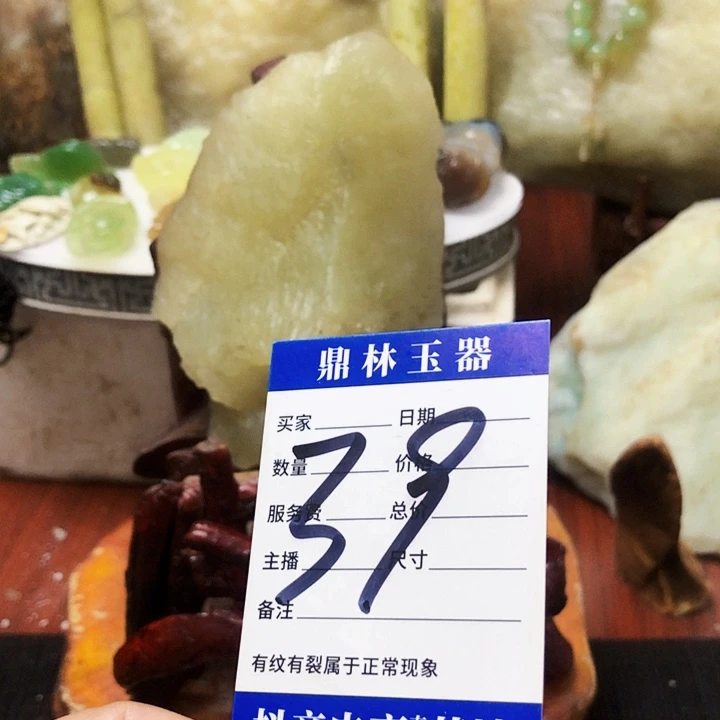 鼎林玉器
买家 日期
数量 价格
服务费 总价
主播 尺寸
备注
39
有纹有裂属于正常现象